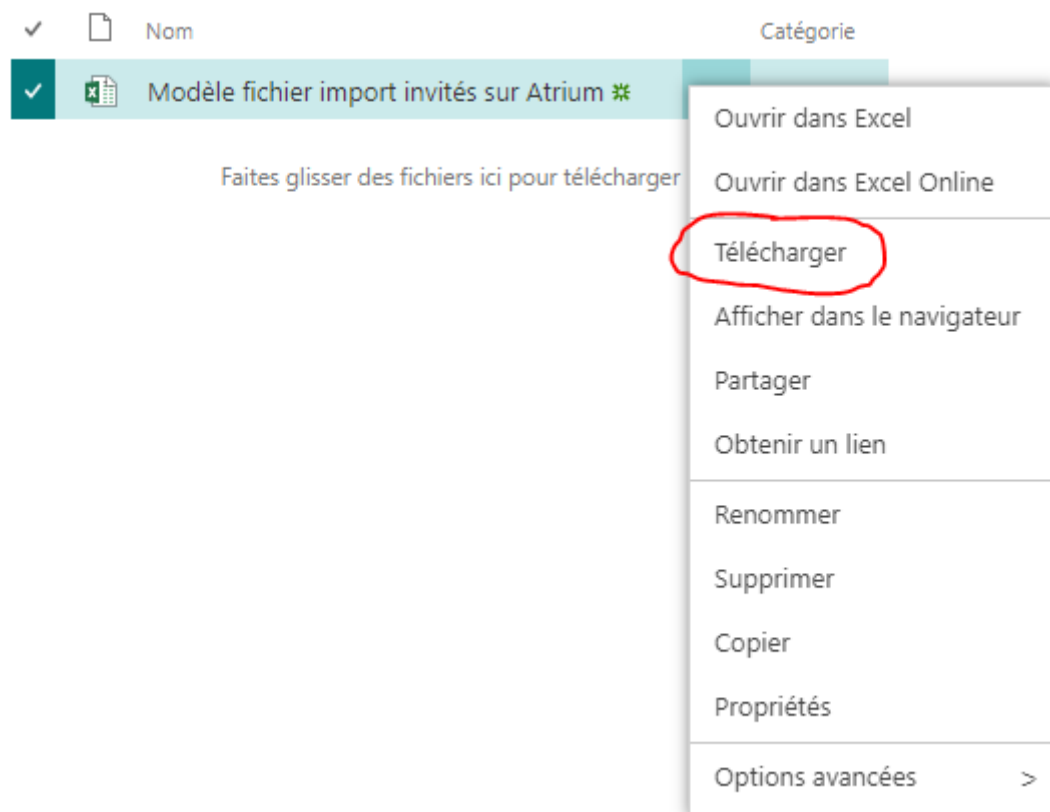 Nom
Catégorie
Modèle fichier import invités sur Atrium
Faites glisser des fichiers ici pour télécharger
Ouvrir dans Excel
Ouvrir dans Excel Online
Télécharger
Afficher dans le navigateur
Partager
Obtenir un lien
Renommer
Supprimer
Copier
Propriétés
Options avancées >